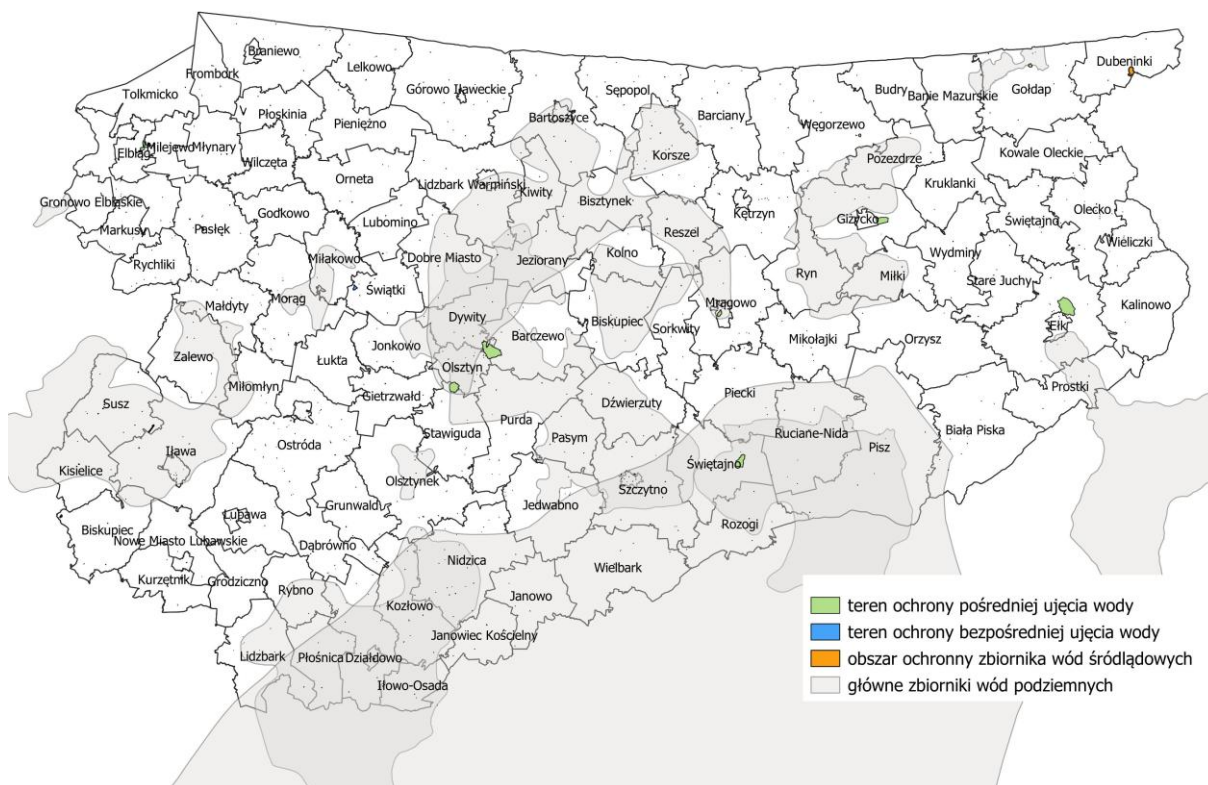 Braniewo
Frombork
Lelkowo
Górowo Iławeckie
Sępopol
Dubeninki
Gołdap
Budry
Banie Mazurskie
Tolkmicko
Płoskinia
Pieniężno
Bartoszyce
Barciany
Węgorzewo
Elbląg
Milejewo
Młynary
Wilczęta
Korsze
Pozezdrze
Kowale Oleckie
Orneta
Lidzbark Warmiński
Kiwity
Kruklanki
Gronowo Elbląskie
Godkowo
Lubomino
Bisztynek
Kętrzyn
Giżycko
Świętajno
Olecko
Markusy
Pasłęk
Reszel
Wieliczki
Rychliki
Miłakowo
Dobre Miasto
Jeziorany
Kolno
Wydminy
Ryn
Miłki
Stare Juchy
Świątki
Małdyty
Morąg
Mrągowo
Kalinowo
Dywity
Barczewo
Biskupiec
Sorkwity
Ełk
Zalewo
Łukta
Jonkowo
Mikołajki
Orzysz
Olsztyn
Miłomłyn
Gietrzwałd
Piecki
Prostki
Susz
Dźwierzuty
Ostróda
Stawiguda
Purda
Pasym
Ruciane-Nida
Pisz
Biała Piska
Iława
Kisielice
Świętajno
Olsztynek
Szczytno
Jedwabno
Grunwald
Lubawa
Rozogi
Biskupiec
Nowe Miasto Lubawskie
Dąbrówno
Nidzica
Wielbark
Kurzętnik
Grodziczno
Rybno
Kozłowo
Janowo
Janowiec Kościelny
Lidzbark
Płośnica
Działdowo
Iłowo-Osada
teren ochrony pośredniej ujęcia wody
teren ochrony bezpośredniej ujęcia wody
obszar ochronny zbiornika wód śródlądowych
główne zbiorniki wód podziemnych